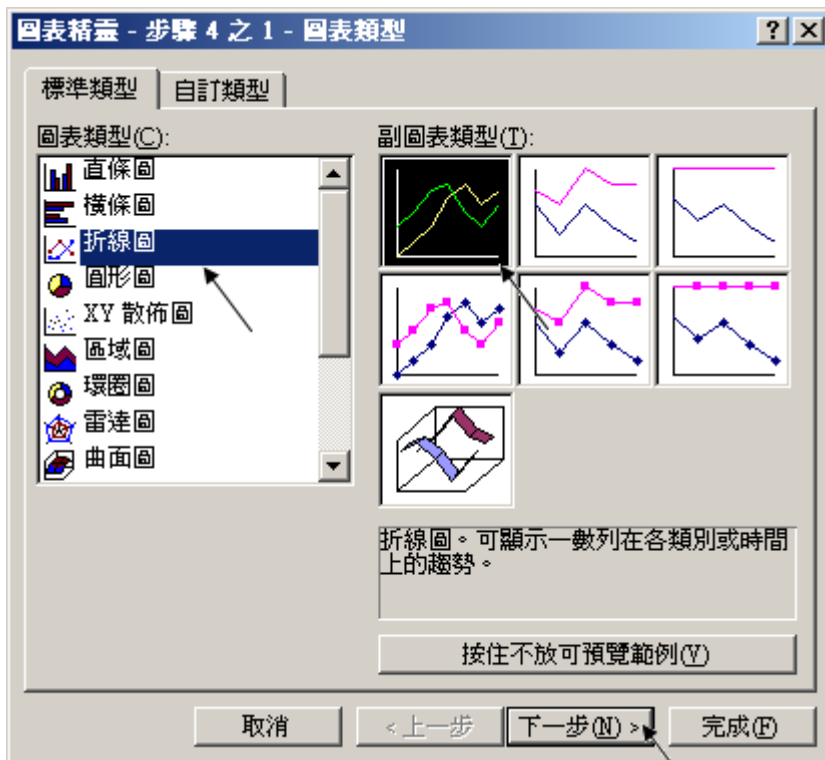 圖表精靈 - 步驟 4 之 1 - 圖表類型
標準類型
自訂類型
圖表類型(C):
直條圖
橫條圖
折線圖
圓形圖
XY 散佈圖
區域圖
環圈圖
雷達圖
曲面圖
副圖表類型(T):
折線圖。可顯示一數列在各類別或時間
上的趨勢。
按住不放可預覽範例(V)
取消
<上一步
下一步(N) >
完成(F)